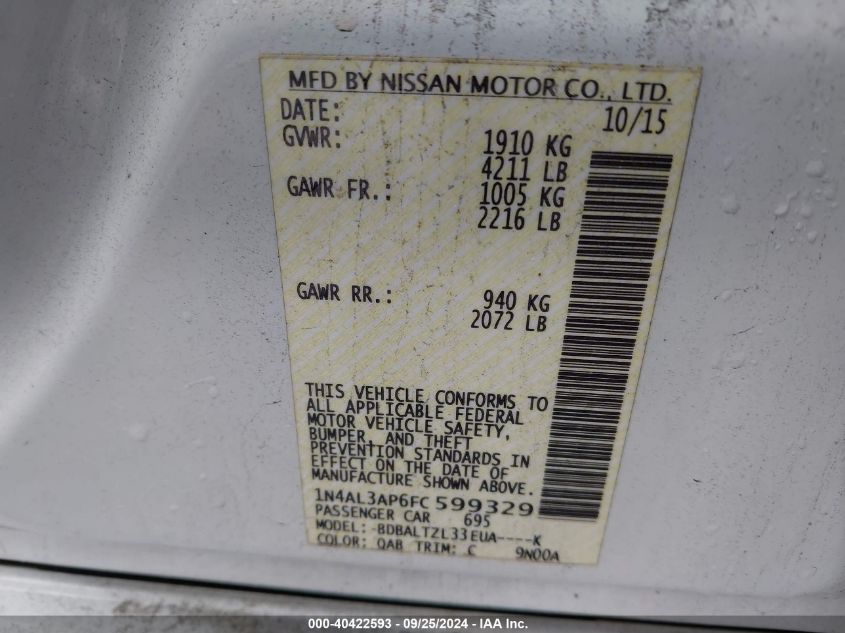 MFD BY NISSAN MOTOR CO., LTD.
DATE: 10/15
GVWR: 1910 KG
4211 LB
GAWR FR.: 1005 KG
2216 LB
GAWR RR.: 940 KG
2072 LB
THIS VEHICLE CONFORMS TO
ALL APPLICABLE FEDERAL
MOTOR VEHICLE SAFETY,
BUMPER, AND THEFT
PREVENTION STANDARDS IN
EFFECT ON THE DATE OF
MANUFACTURE SHOWN ABOVE.
1N4AL3AP6FC599329
PASSENGER CAR 695
MODEL:-BDBALTZL33EUA----K
COLOR: QAB TRIM: C 9N00A
000-40422593 - 09/25/2024 - IAA Inc.